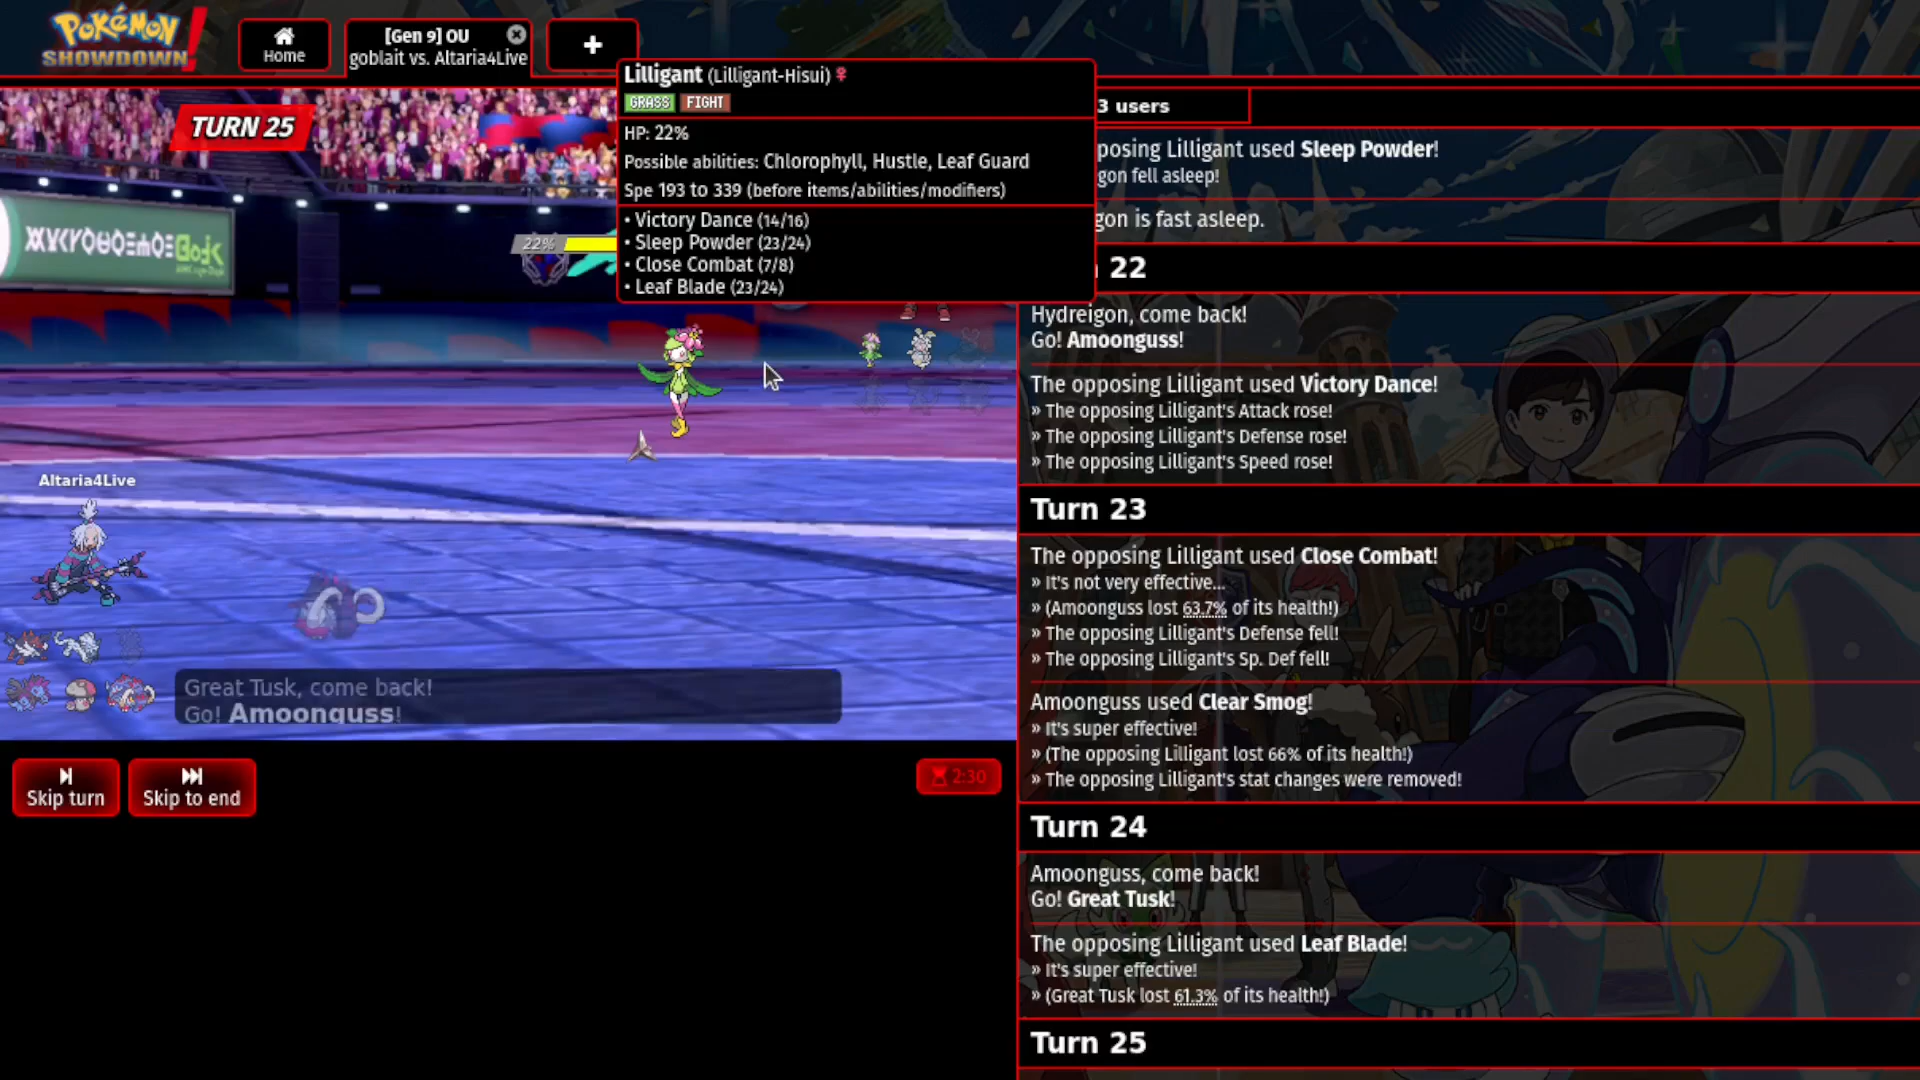 Pokémon
SHOWDOWN!
Home
[Gen 9] OU
goblait vs. Altaria4Live
+
TURN 25
22%
Lilligant (Lilligant-Hisui) ♀
GRASS FIGHT
HP: 22%
Possible abilities: Chlorophyll, Hustle, Leaf Guard
Spe 193 to 339 (before items/abilities/modifiers)
• Victory Dance (14/16)
• Sleep Powder (23/24)
• Close Combat (7/8)
• Leaf Blade (23/24)
Altaria4Live
Great Tusk, come back!
Go! Amoonguss!
Skip turn
Skip to end
2:30
3 users
posing Lilligant used Sleep Powder!
gon fell asleep!
gon is fast asleep.
22
Hydreigon, come back!
Go! Amoonguss!
The opposing Lilligant used Victory Dance!
» The opposing Lilligant's Attack rose!
» The opposing Lilligant's Defense rose!
» The opposing Lilligant's Speed rose!
Turn 23
The opposing Lilligant used Close Combat!
» It's not very effective...
» (Amoonguss lost 63.7% of its health!)
» The opposing Lilligant's Defense fell!
» The opposing Lilligant's Sp. Def fell!
Amoonguss used Clear Smog!
» It's super effective!
» (The opposing Lilligant lost 66% of its health!)
» The opposing Lilligant's stat changes were removed!
Turn 24
Amoonguss, come back!
Go! Great Tusk!
The opposing Lilligant used Leaf Blade!
» It's super effective!
» (Great Tusk lost 61.3% of its health!)
Turn 25